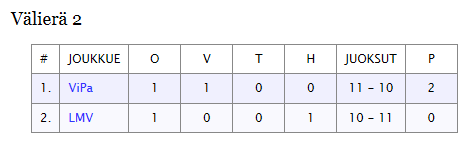 Välierä 2
# JOUKKUE O V T H JUOKSUT P
1. ViPa 1 1 0 0 11 – 10 2
2. LMV 1 0 0 1 10 – 11 0